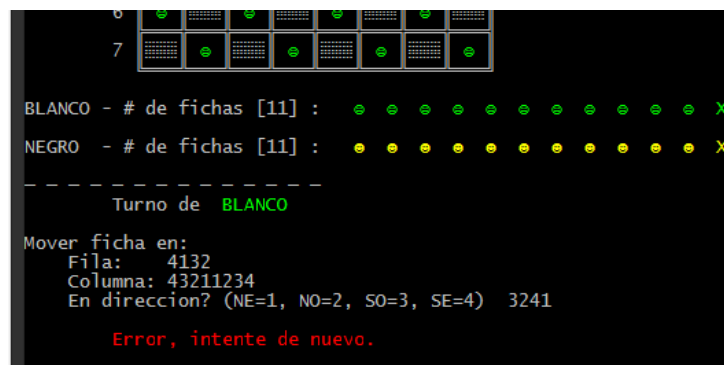 6
7
BLANCO - # de fichas [11] : X
NEGRO - # de fichas [11] : X
Turno de BLANCO
Mover ficha en:
Fila: 4132
Columna: 43211234
En direccion? (NE=1, NO=2, SO=3, SE=4) 3241
Error, intente de nuevo.